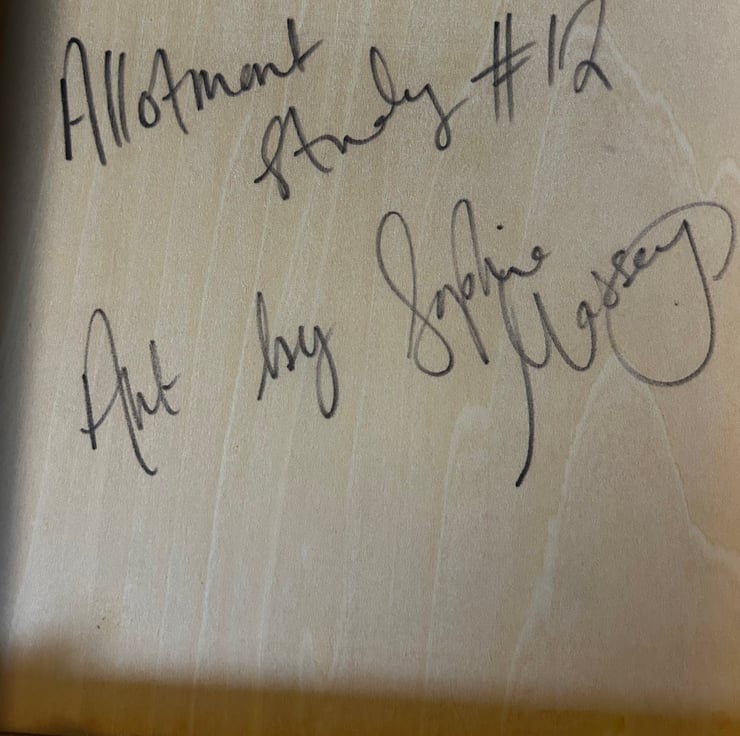 Allotment
Study #12
Art by Sophie
Massey